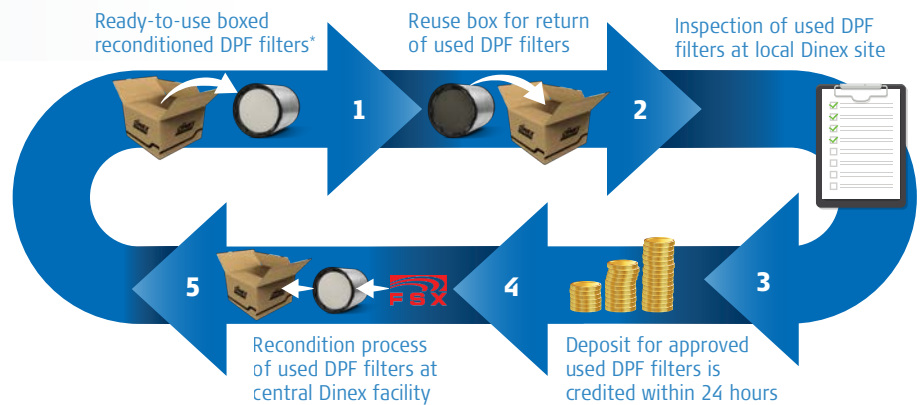 Ready-to-use boxed
reconditioned DPF filters*
Reuse box for return
of used DPF filters
Inspection of used DPF
filters at local Dinex site
1
2
3
Deposit for approved
used DPF filters is
credited within 24 hours
4
FSX
Recondition process
of used DPF filters at
central Dinex facility
5